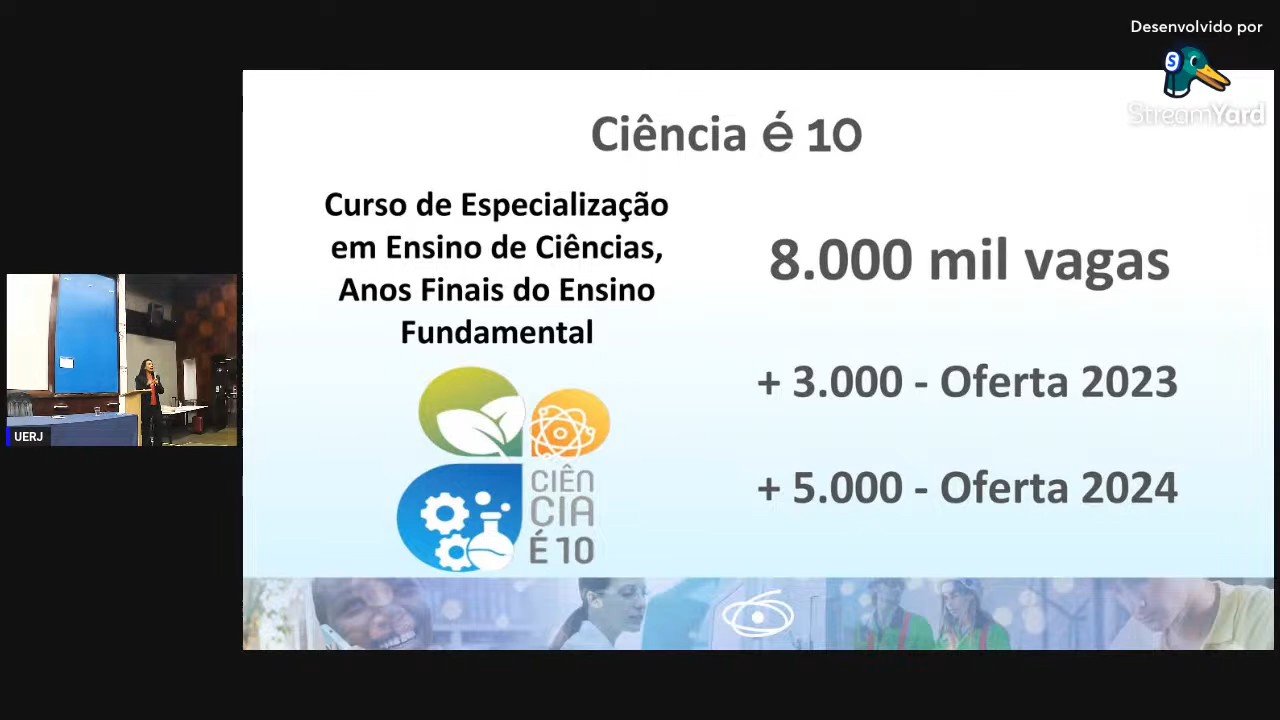 Desenvolvido por
StreamYard
Ciência é 10
Curso de Especialização
em Ensino de Ciências,
Anos Finais do Ensino
Fundamental
8.000 mil vagas
+ 3.000 - Oferta 2023
+ 5.000 - Oferta 2024
CIÊN
CIA
É 10
UERJ